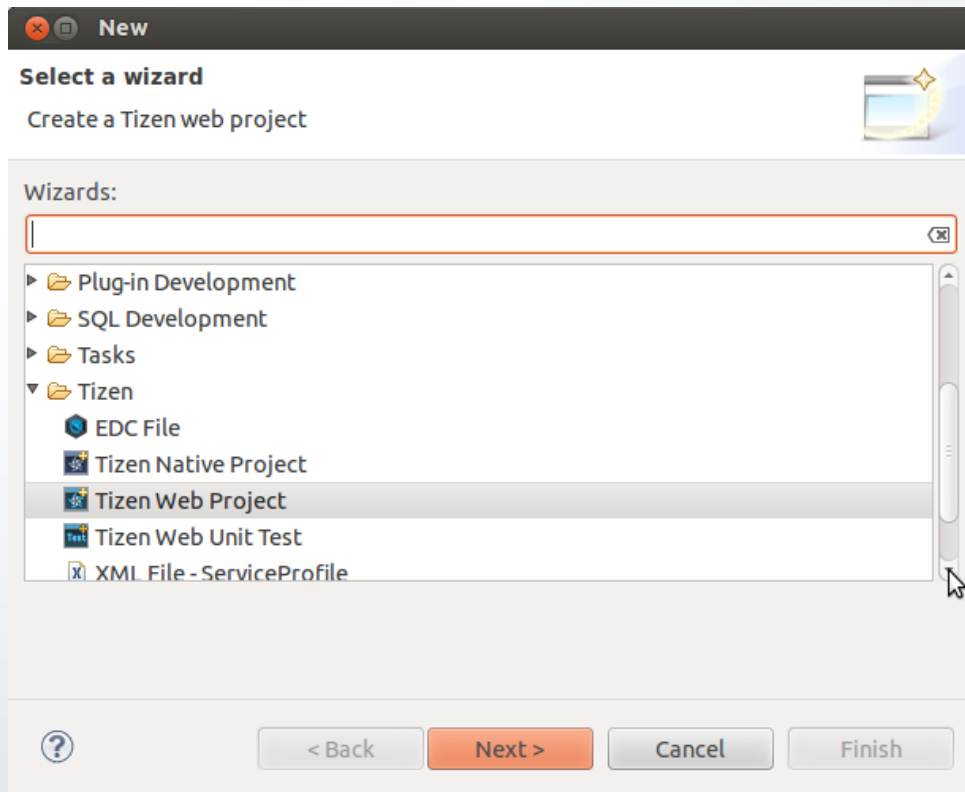 New
Select a wizard
Create a Tizen web project
Wizards:
Plug-in Development
SQL Development
Tasks
Tizen
EDC File
Tizen Native Project
Tizen Web Project
Test Tizen Web Unit Test
X XML File - ServiceProfile
? < Back Next > Cancel Finish